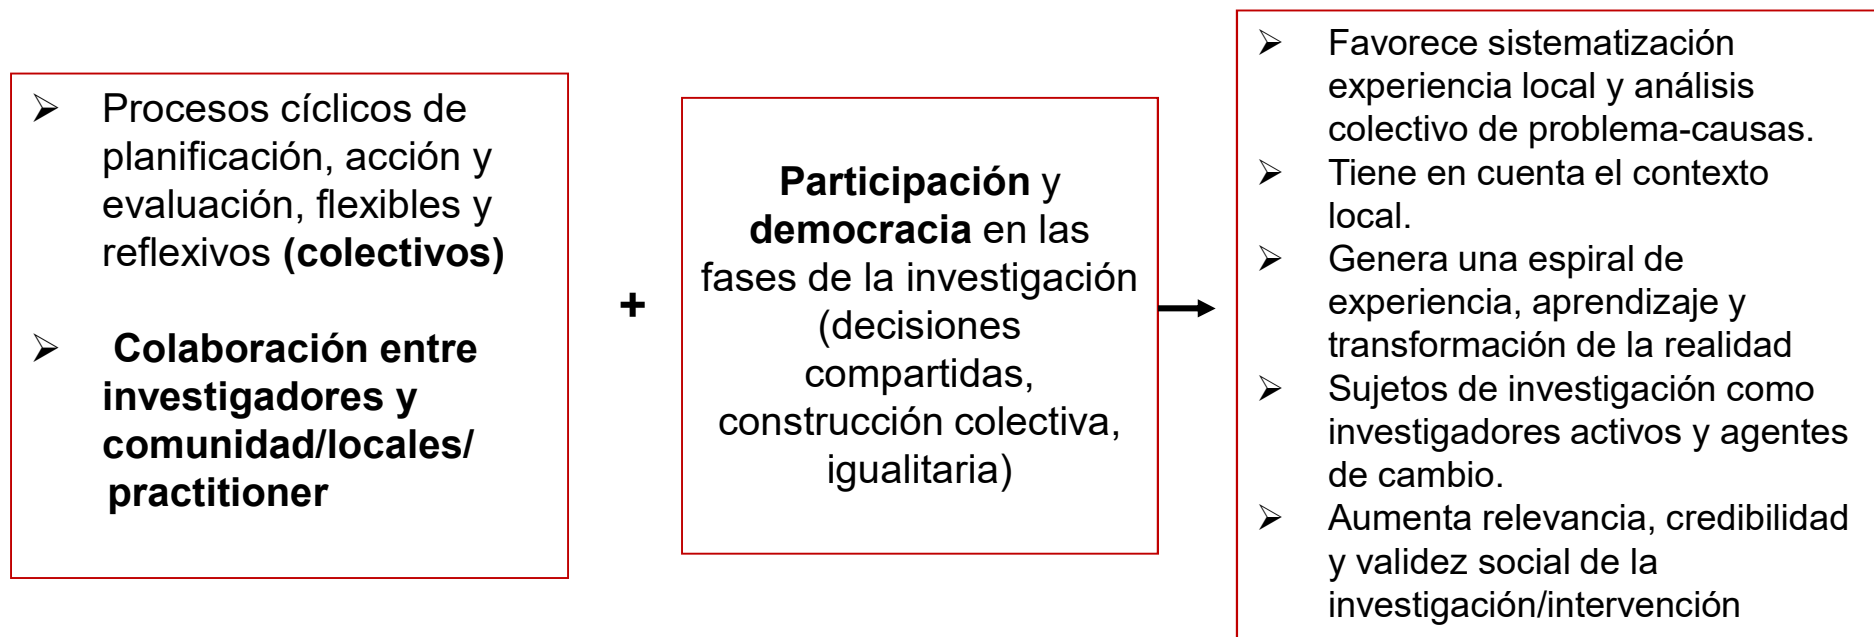 ➢ Procesos cíclicos de
planificación, acción y
evaluación, flexibles y
reflexivos (colectivos)
➢ Colaboración entre
investigadores y
comunidad/locales/
practitioner
+
Participación y
democracia en las
fases de la investigación
(decisiones
compartidas,
construcción colectiva,
igualitaria)
➢ Favorece sistematización
experiencia local y análisis
colectivo de problema-causas.
➢ Tiene en cuenta el contexto
local.
➢ Genera una espiral de
experiencia, aprendizaje y
transformación de la realidad
➢ Sujetos de investigación como
investigadores activos y agentes
de cambio.
➢ Aumenta relevancia, credibilidad
y validez social de la
investigación/intervención